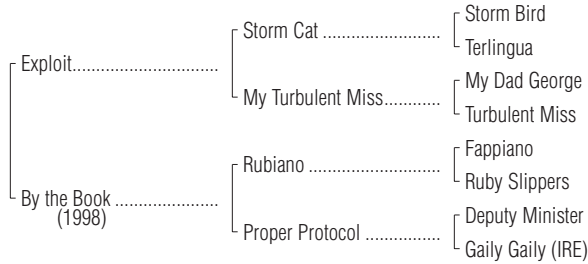 Storm Bird
Storm Cat ........................
Terlingua
Exploit..............................
My Dad George
My Turbulent Miss...........
Turbulent Miss
Fappiano
Rubiano ...........................
Ruby Slippers
By the Book .....................
(1998)
Deputy Minister
Proper Protocol ...............
Gaily Gaily (IRE)